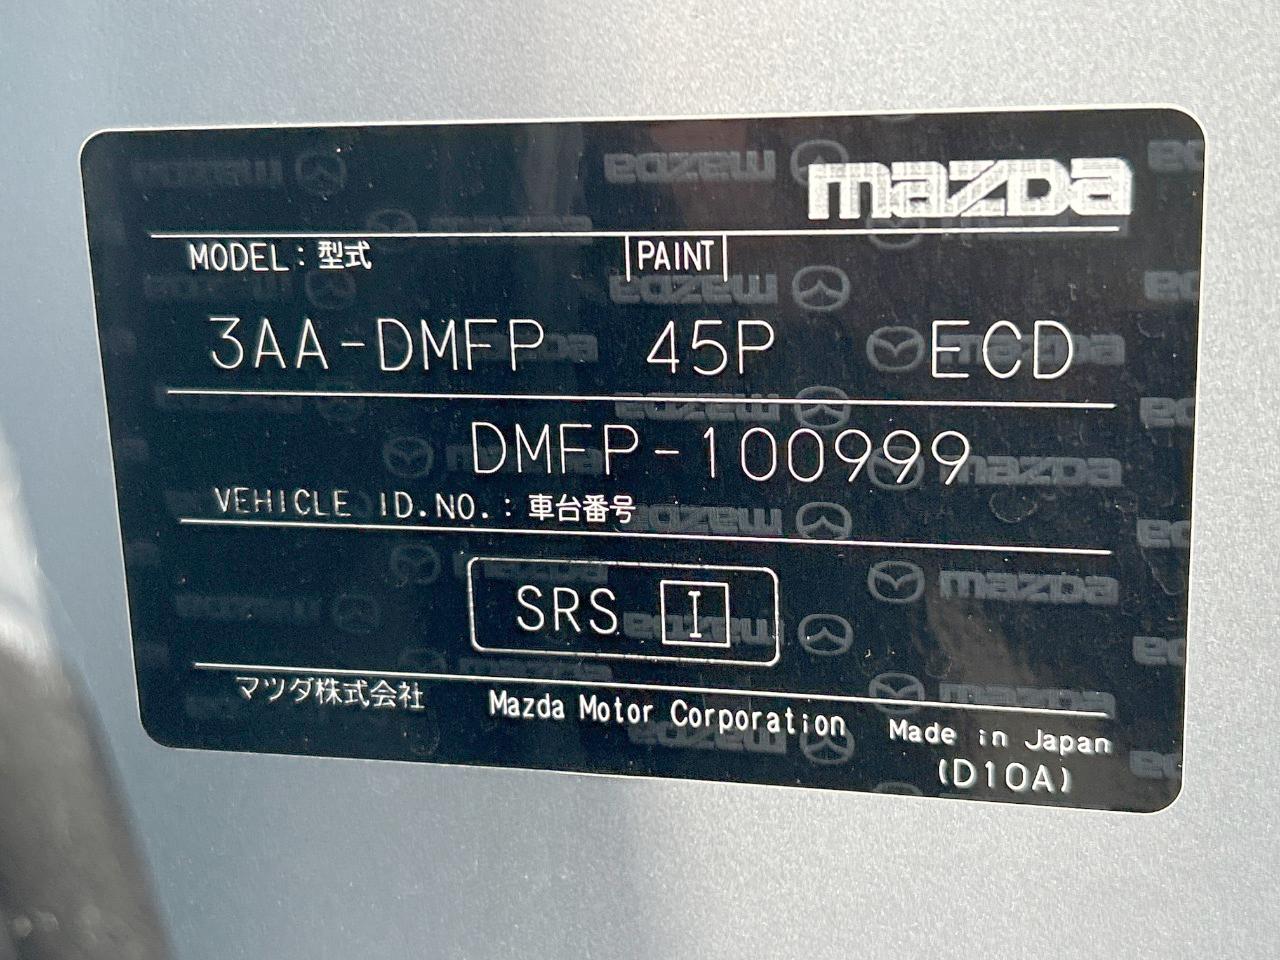 mazda
MODEL：型式 PAINT
3AA-DMFP 45P ECD
DMFP-100999
VEHICLE ID.NO.：車台番号
SRS I
マツダ株式会社 Mazda Motor Corporation Made in Japan
(D10A)